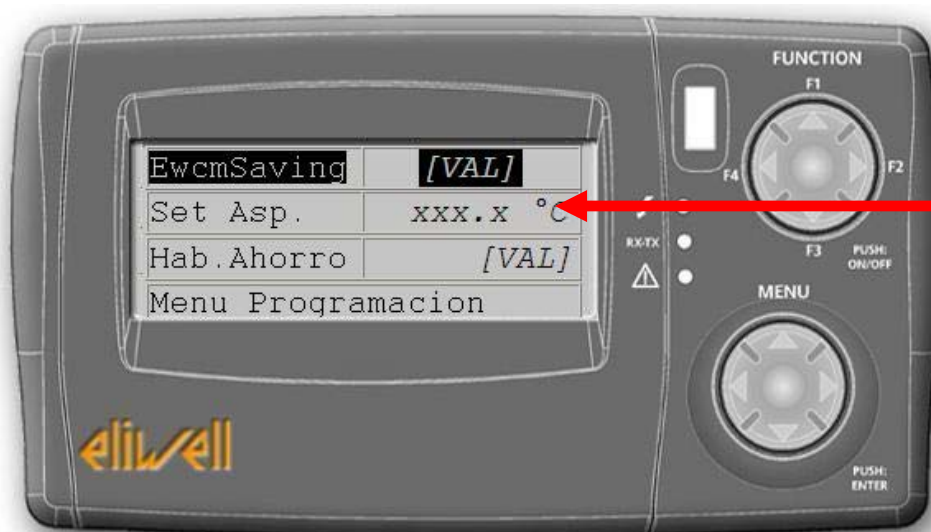 FUNCTION
F1
F4
F2
F3
PUSH:
ON/OFF
EwcmSaving [VAL]
Set Asp. xxx.x °C
Hab.Ahorro [VAL]
Menu Programacion
RX-TX
MENU
PUSH:
ENTER
eliwell